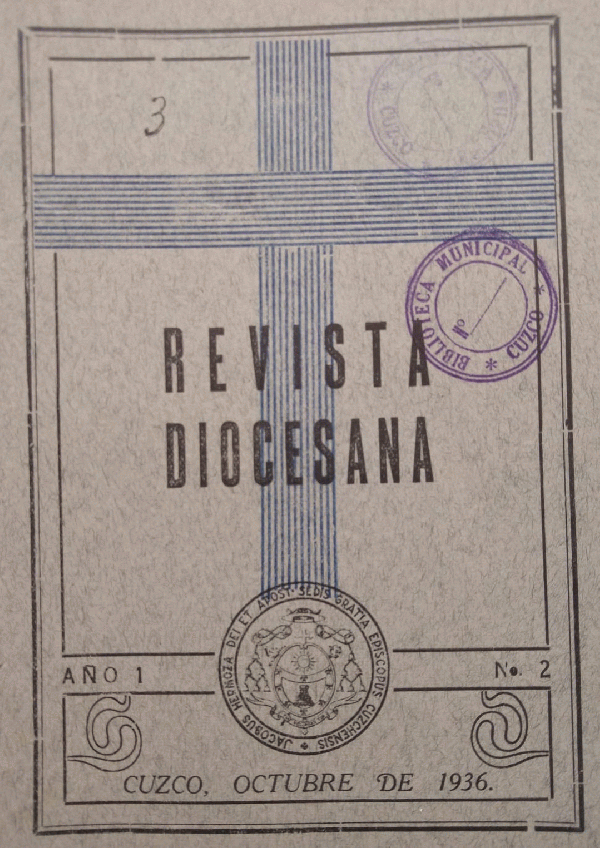 3
BIBLIOTECA MUNICIPAL * CUZCO *
Nº
REVISTA
DIOCESANA
JACOBUS HERMOZA DEI ET APOST. SEDIS GRATIA EPISCOPUS CUZCHENSIS
AÑO 1
No. 2
CUZCO, OCTUBRE DE 1936.